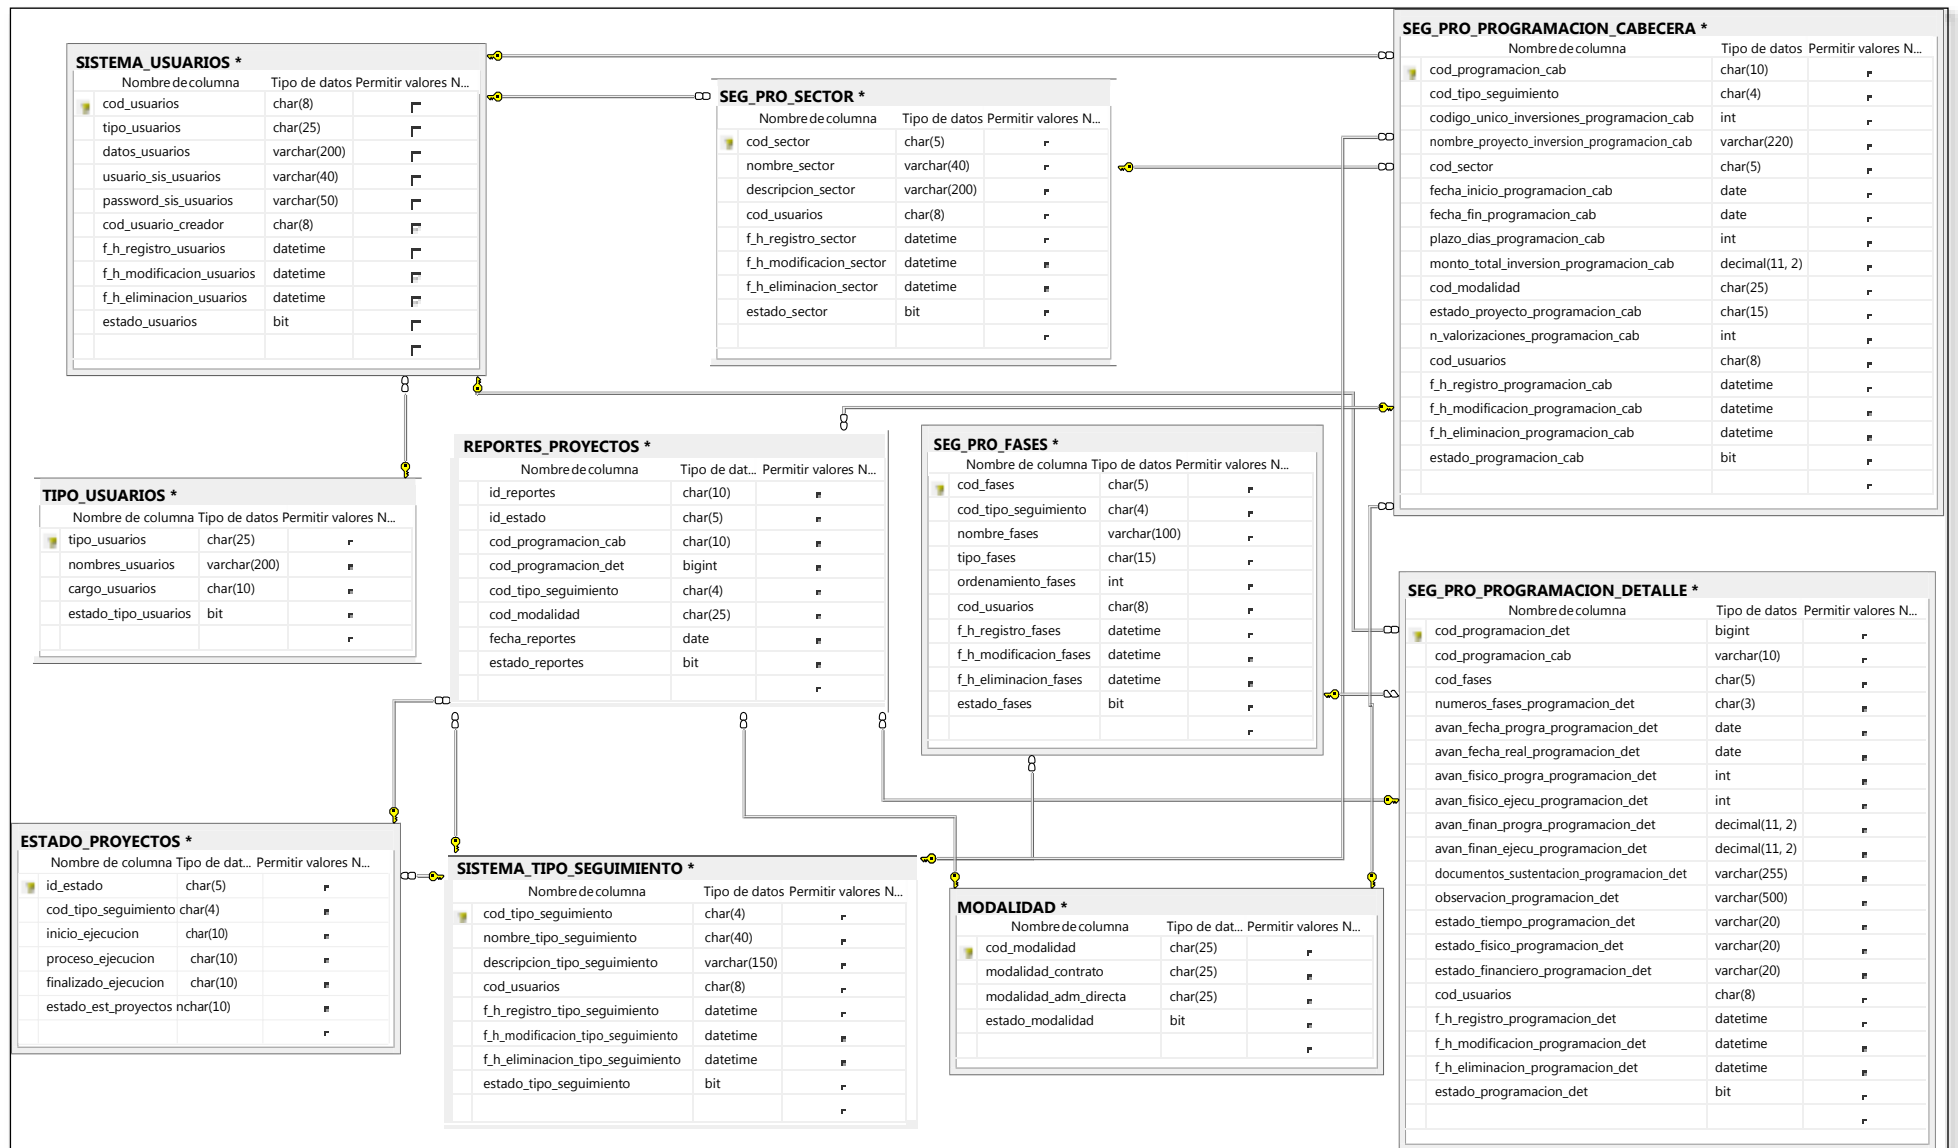 SISTEMA_USUARIOS *
Nombre de columna Tipo de datos Permitir valores N...
cod_usuarios char(8)
tipo_usuarios char(25)
datos_usuarios varchar(200)
usuario_sis_usuarios varchar(40)
password_sis_usuarios varchar(50)
cod_usuario_creador char(8)
f_h_registro_usuarios datetime
f_h_modificacion_usuarios datetime
f_h_eliminacion_usuarios datetime
estado_usuarios bit
SEG_PRO_SECTOR *
Nombre de columna Tipo de datos Permitir valores N...
cod_sector char(5)
nombre_sector varchar(40)
descripcion_sector varchar(200)
cod_usuarios char(8)
f_h_registro_sector datetime
f_h_modificacion_sector datetime
f_h_eliminacion_sector datetime
estado_sector bit
SEG_PRO_PROGRAMACION_CABECERA *
Nombre de columna Tipo de datos Permitir valores N...
cod_programacion_cab char(10)
cod_tipo_seguimiento char(4)
codigo_unico_inversiones_programacion_cab int
nombre_proyecto_inversion_programacion_cab varchar(220)
cod_sector char(5)
fecha_inicio_programacion_cab date
fecha_fin_programacion_cab date
plazo_dias_programacion_cab int
monto_total_inversion_programacion_cab decimal(11, 2)
cod_modalidad char(25)
estado_proyecto_programacion_cab char(15)
n_valorizaciones_programacion_cab int
cod_usuarios char(8)
f_h_registro_programacion_cab datetime
f_h_modificacion_programacion_cab datetime
f_h_eliminacion_programacion_cab datetime
estado_programacion_cab bit
TIPO_USUARIOS *
Nombre de columna Tipo de datos Permitir valores N...
tipo_usuarios char(25)
nombres_usuarios varchar(200)
cargo_usuarios char(10)
estado_tipo_usuarios bit
REPORTES_PROYECTOS *
Nombre de columna Tipo de dat... Permitir valores N...
id_reportes char(10)
id_estado char(5)
cod_programacion_cab char(10)
cod_programacion_det bigint
cod_tipo_seguimiento char(4)
cod_modalidad char(25)
fecha_reportes date
estado_reportes bit
SEG_PRO_FASES *
Nombre de columna Tipo de datos Permitir valores N...
cod_fases char(5)
cod_tipo_seguimiento char(4)
nombre_fases varchar(100)
tipo_fases char(15)
ordenamiento_fases int
cod_usuarios char(8)
f_h_registro_fases datetime
f_h_modificacion_fases datetime
f_h_eliminacion_fases datetime
estado_fases bit
SEG_PRO_PROGRAMACION_DETALLE *
Nombre de columna Tipo de datos Permitir valores N...
cod_programacion_det bigint
cod_programacion_cab varchar(10)
cod_fases char(5)
numeros_fases_programacion_det char(3)
avan_fecha_progra_programacion_det date
avan_fecha_real_programacion_det date
avan_fisico_progra_programacion_det int
avan_fisico_ejecu_programacion_det int
avan_finan_progra_programacion_det decimal(11, 2)
avan_finan_ejecu_programacion_det decimal(11, 2)
documentos_sustentacion_programacion_det varchar(255)
observacion_programacion_det varchar(500)
estado_tiempo_programacion_det varchar(20)
estado_fisico_programacion_det varchar(20)
estado_financiero_programacion_det varchar(20)
cod_usuarios char(8)
f_h_registro_programacion_det datetime
f_h_modificacion_programacion_det datetime
f_h_eliminacion_programacion_det datetime
estado_programacion_det bit
ESTADO_PROYECTOS *
Nombre de columna Tipo de dat... Permitir valores N...
id_estado char(5)
cod_tipo_seguimiento char(4)
inicio_ejecucion char(10)
proceso_ejecucion char(10)
finalizado_ejecucion char(10)
estado_est_proyectos nchar(10)
SISTEMA_TIPO_SEGUIMIENTO *
Nombre de columna Tipo de datos Permitir valores N...
cod_tipo_seguimiento char(4)
nombre_tipo_seguimiento char(40)
descripcion_tipo_seguimiento varchar(150)
cod_usuarios char(8)
f_h_registro_tipo_seguimiento datetime
f_h_modificacion_tipo_seguimiento datetime
f_h_eliminacion_tipo_seguimiento datetime
estado_tipo_seguimiento bit
MODALIDAD *
Nombre de columna Tipo de dat... Permitir valores N...
cod_modalidad char(25)
modalidad_contrato char(25)
modalidad_adm_directa char(25)
estado_modalidad bit